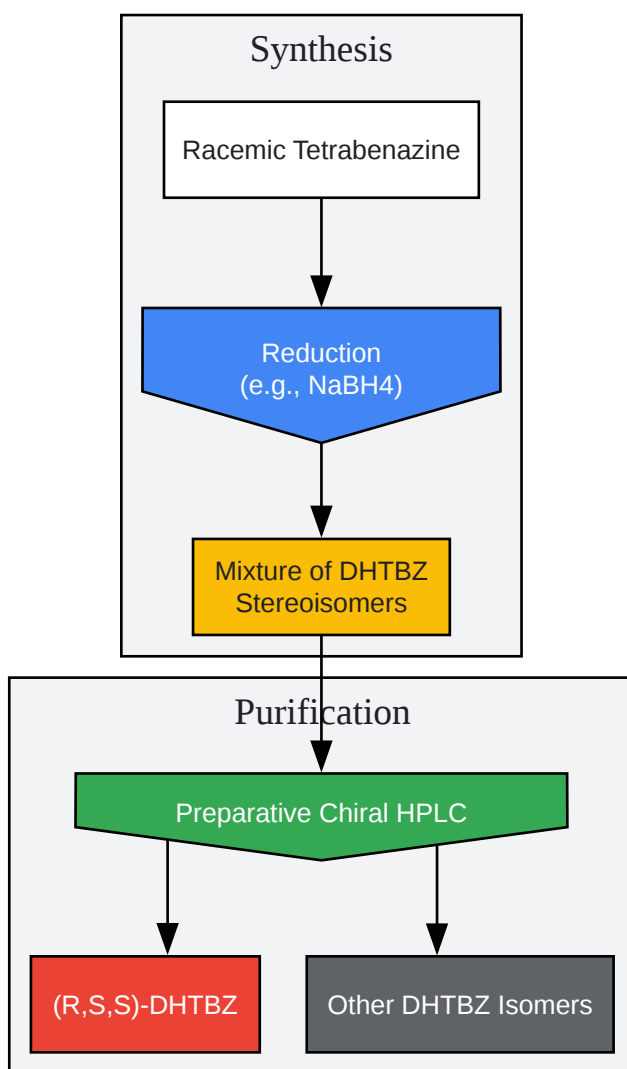 Synthesis
Racemic Tetrabenazine
Reduction
(e.g., NaBH4)
Mixture of DHTBZ
Stereoisomers
Purification
Preparative Chiral HPLC
(R,S,S)-DHTBZ
Other DHTBZ Isomers